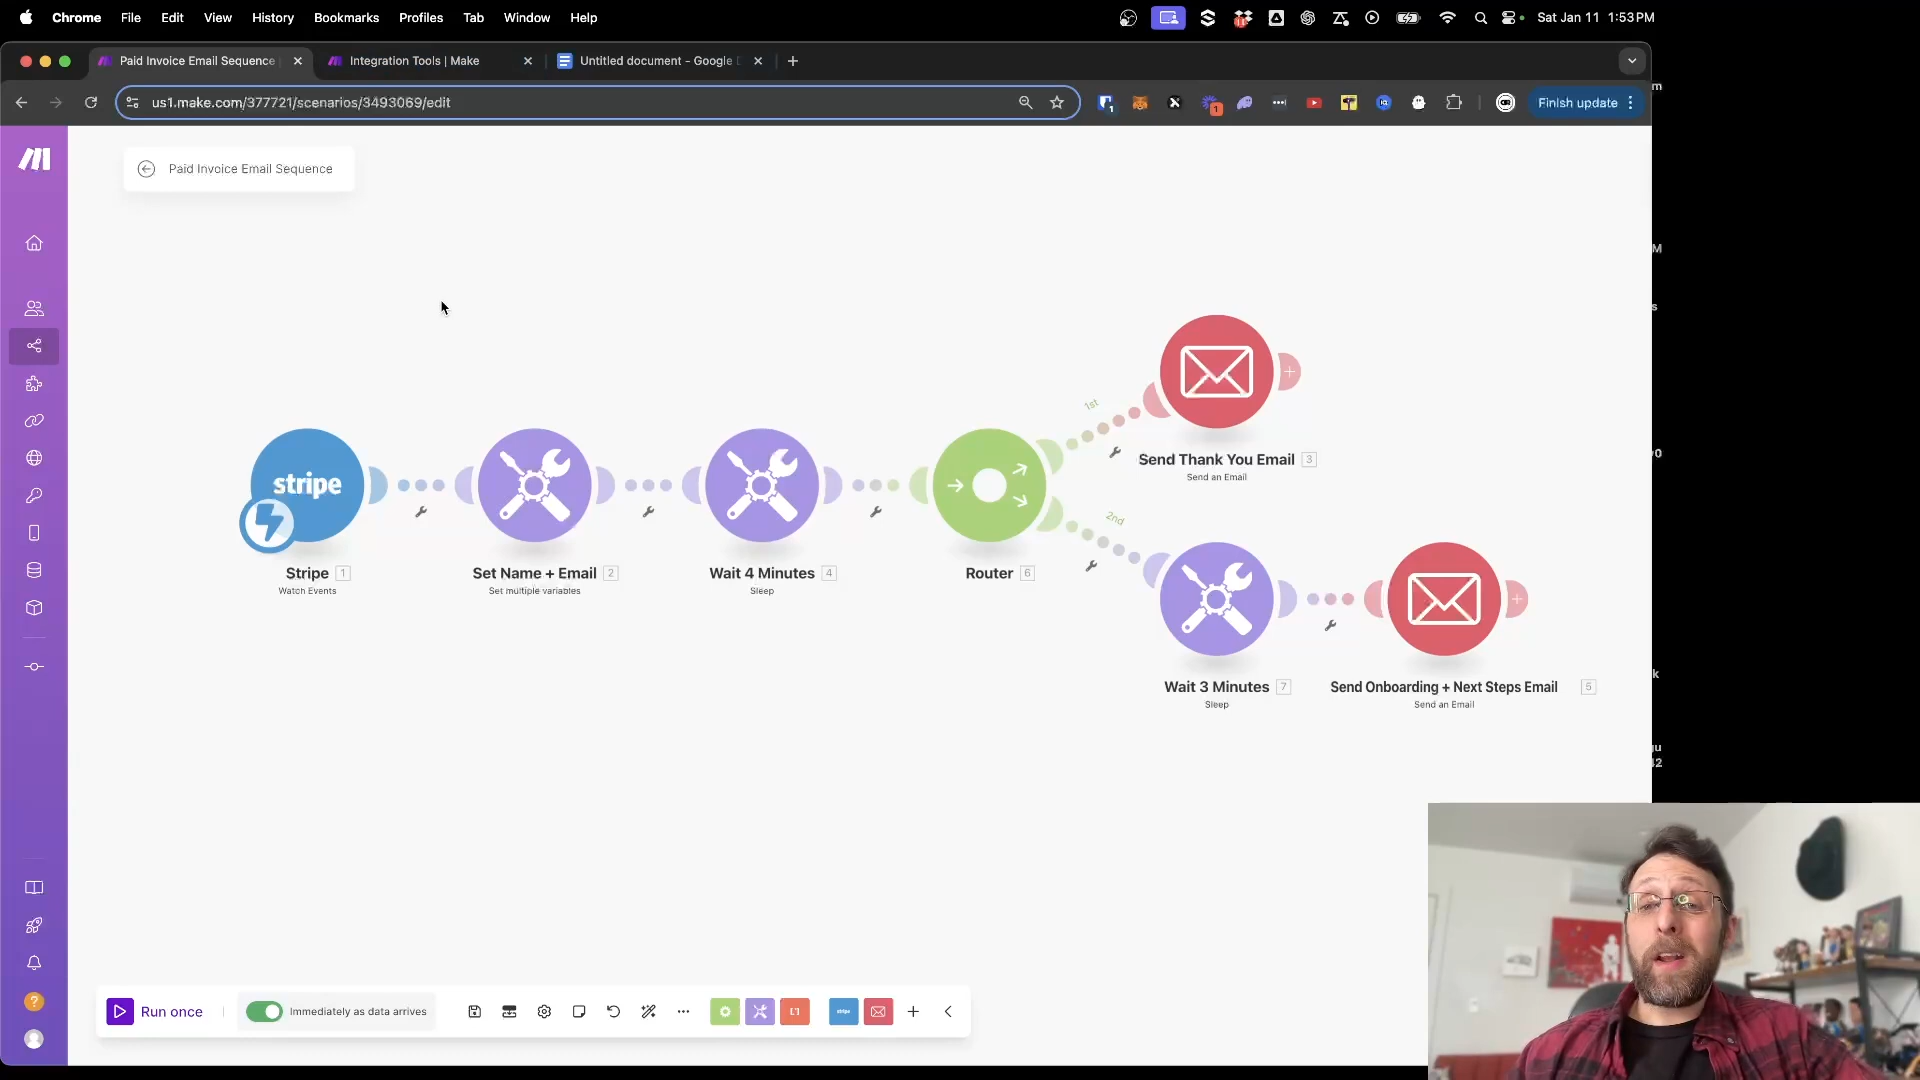 Chrome File Edit View History Bookmarks Profiles Tab Window Help Sat Jan 11 1:53 PM
Paid Invoice Email Sequence Integration Tools | Make Untitled document - Google
us1.make.com/377721/scenarios/3493069/edit Finish update
Paid Invoice Email Sequence
1st
Send Thank You Email 3
Send an Email
stripe
2nd
Stripe 1
Watch Events
Set Name + Email 2
Set multiple variables
Wait 4 Minutes 4
Sleep
Router 6
Wait 3 Minutes 7
Sleep
Send Onboarding + Next Steps Email 5
Send an Email
Run once Immediately as data arrives